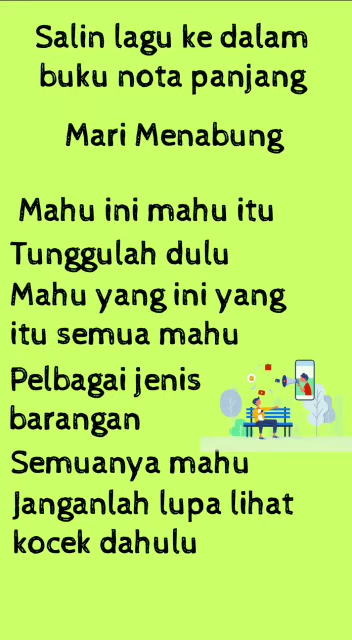 Salin lagu ke dalam
buku nota panjang
Mari Menabung
Mahu ini mahu itu
Tunggulah dulu
Mahu yang ini yang
itu semua mahu
Pelbagai jenis
barangan
Semuanya mahu
Janganlah lupa lihat
kocek dahulu